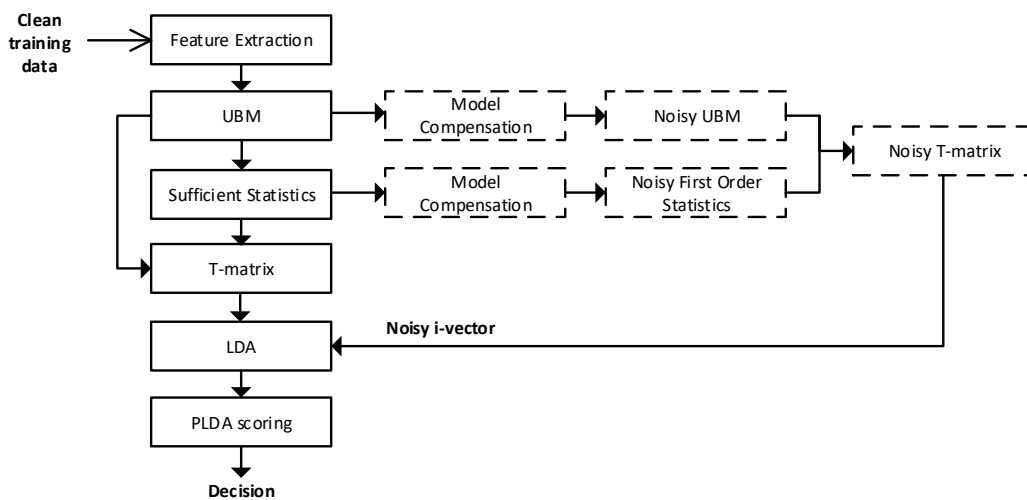 Clean
training
data
Feature Extraction
UBM
Model
Compensation
Noisy UBM
Noisy T-matrix
Sufficient Statistics
Model
Compensation
Noisy First Order
Statistics
T-matrix
Noisy i-vector
LDA
PLDA scoring
Decision